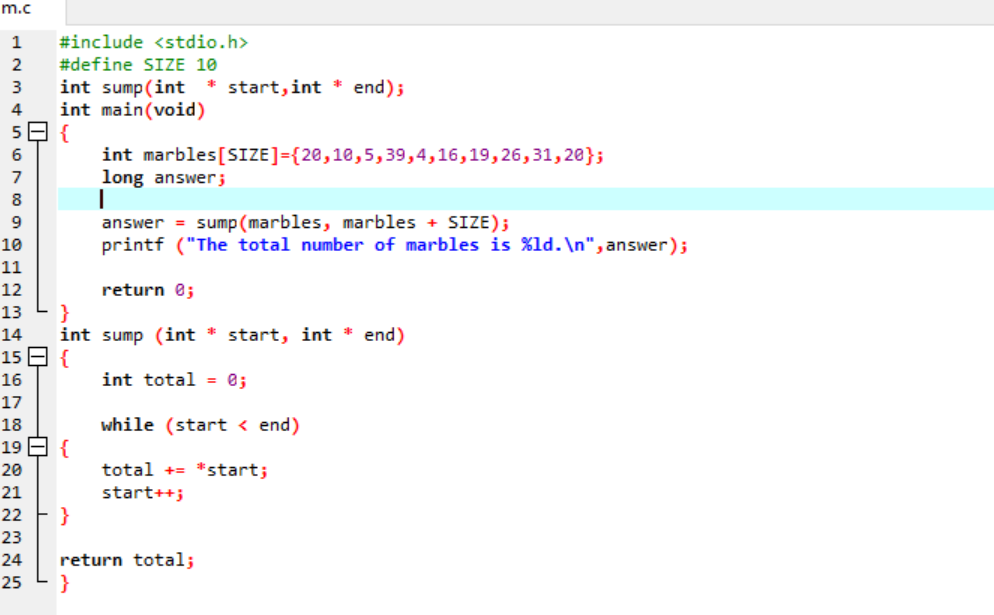 m.c
1 #include <stdio.h>
2 #define SIZE 10
3 int sump(int  * start,int * end);
4 int main(void)
5 {
6     int marbles[SIZE]={20,10,5,39,4,16,19,26,31,20};
7     long answer;
8
9     answer = sump(marbles, marbles + SIZE);
10     printf ("The total number of marbles is %ld.\n",answer);
11
12     return 0;
13 }
14 int sump (int * start, int * end)
15 {
16     int total = 0;
17
18     while (start < end)
19 {
20     total += *start;
21     start++;
22 }
23
24 return total;
25 }